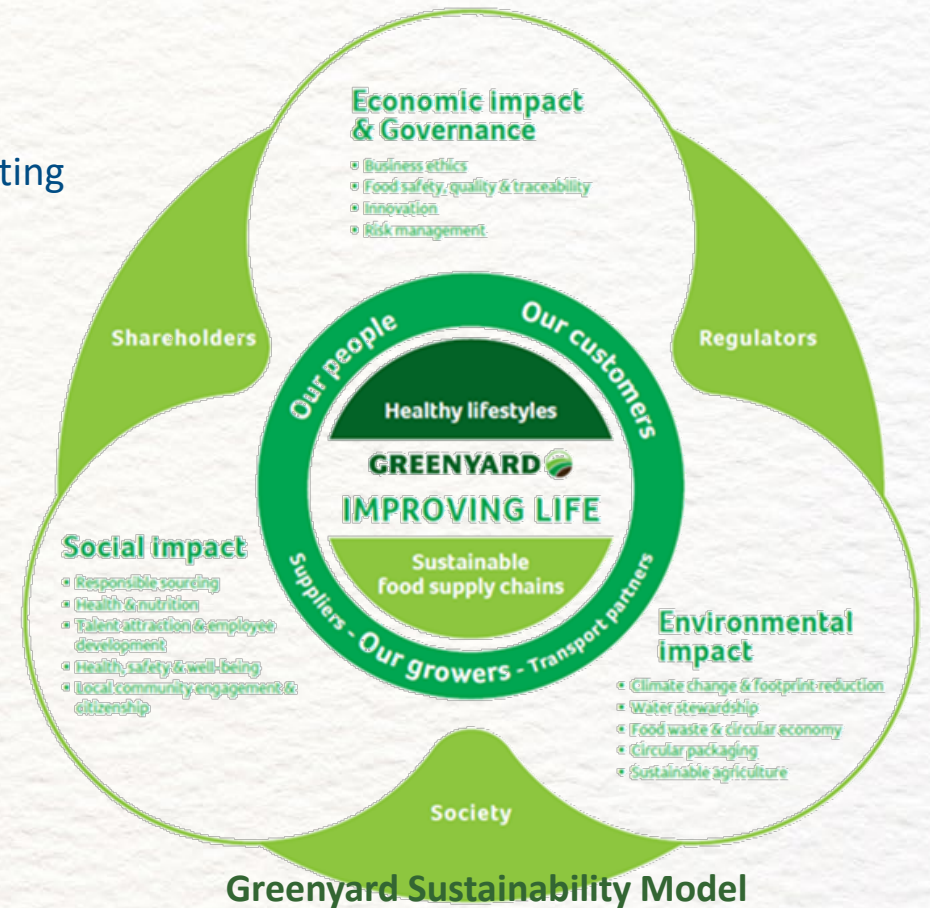 ting
Economic impact
& Governance
Business ethics
Food safety, quality & traceability
Innovation
Risk management
Shareholders
Regulators
Our people
Our customers
Healthy lifestyles
GREENYARD
IMPROVING LIFE
Sustainable
food supply chains
Suppliers - Our growers - Transport partners
Social impact
Responsible sourcing
Health & nutrition
Talent attraction & employee
development
Health, safety & well-being
Local community engagement &
citizenship
Environmental
impact
Climate change & footprint reduction
Water stewardship
Food waste & circular economy
Circular packaging
Sustainable agriculture
Society
Greenyard Sustainability Model